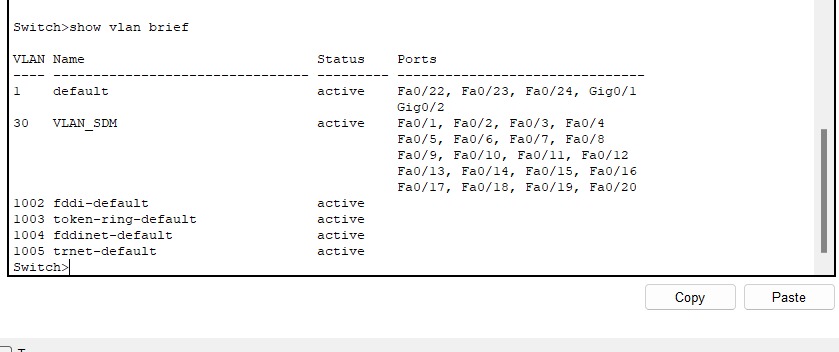 Switch>show vlan brief
VLAN Name                             Status    Ports
---- -------------------------------- --------- -------------------------------
1    default                          active    Fa0/22, Fa0/23, Fa0/24, Gig0/1
                                                Gig0/2
30   VLAN_SDM                         active    Fa0/1, Fa0/2, Fa0/3, Fa0/4
                                                Fa0/5, Fa0/6, Fa0/7, Fa0/8
                                                Fa0/9, Fa0/10, Fa0/11, Fa0/12
                                                Fa0/13, Fa0/14, Fa0/15, Fa0/16
                                                Fa0/17, Fa0/18, Fa0/19, Fa0/20
1002 fddi-default                     active
1003 token-ring-default               active
1004 fddinet-default                  active
1005 trnet-default                    active
Switch>
Copy Paste